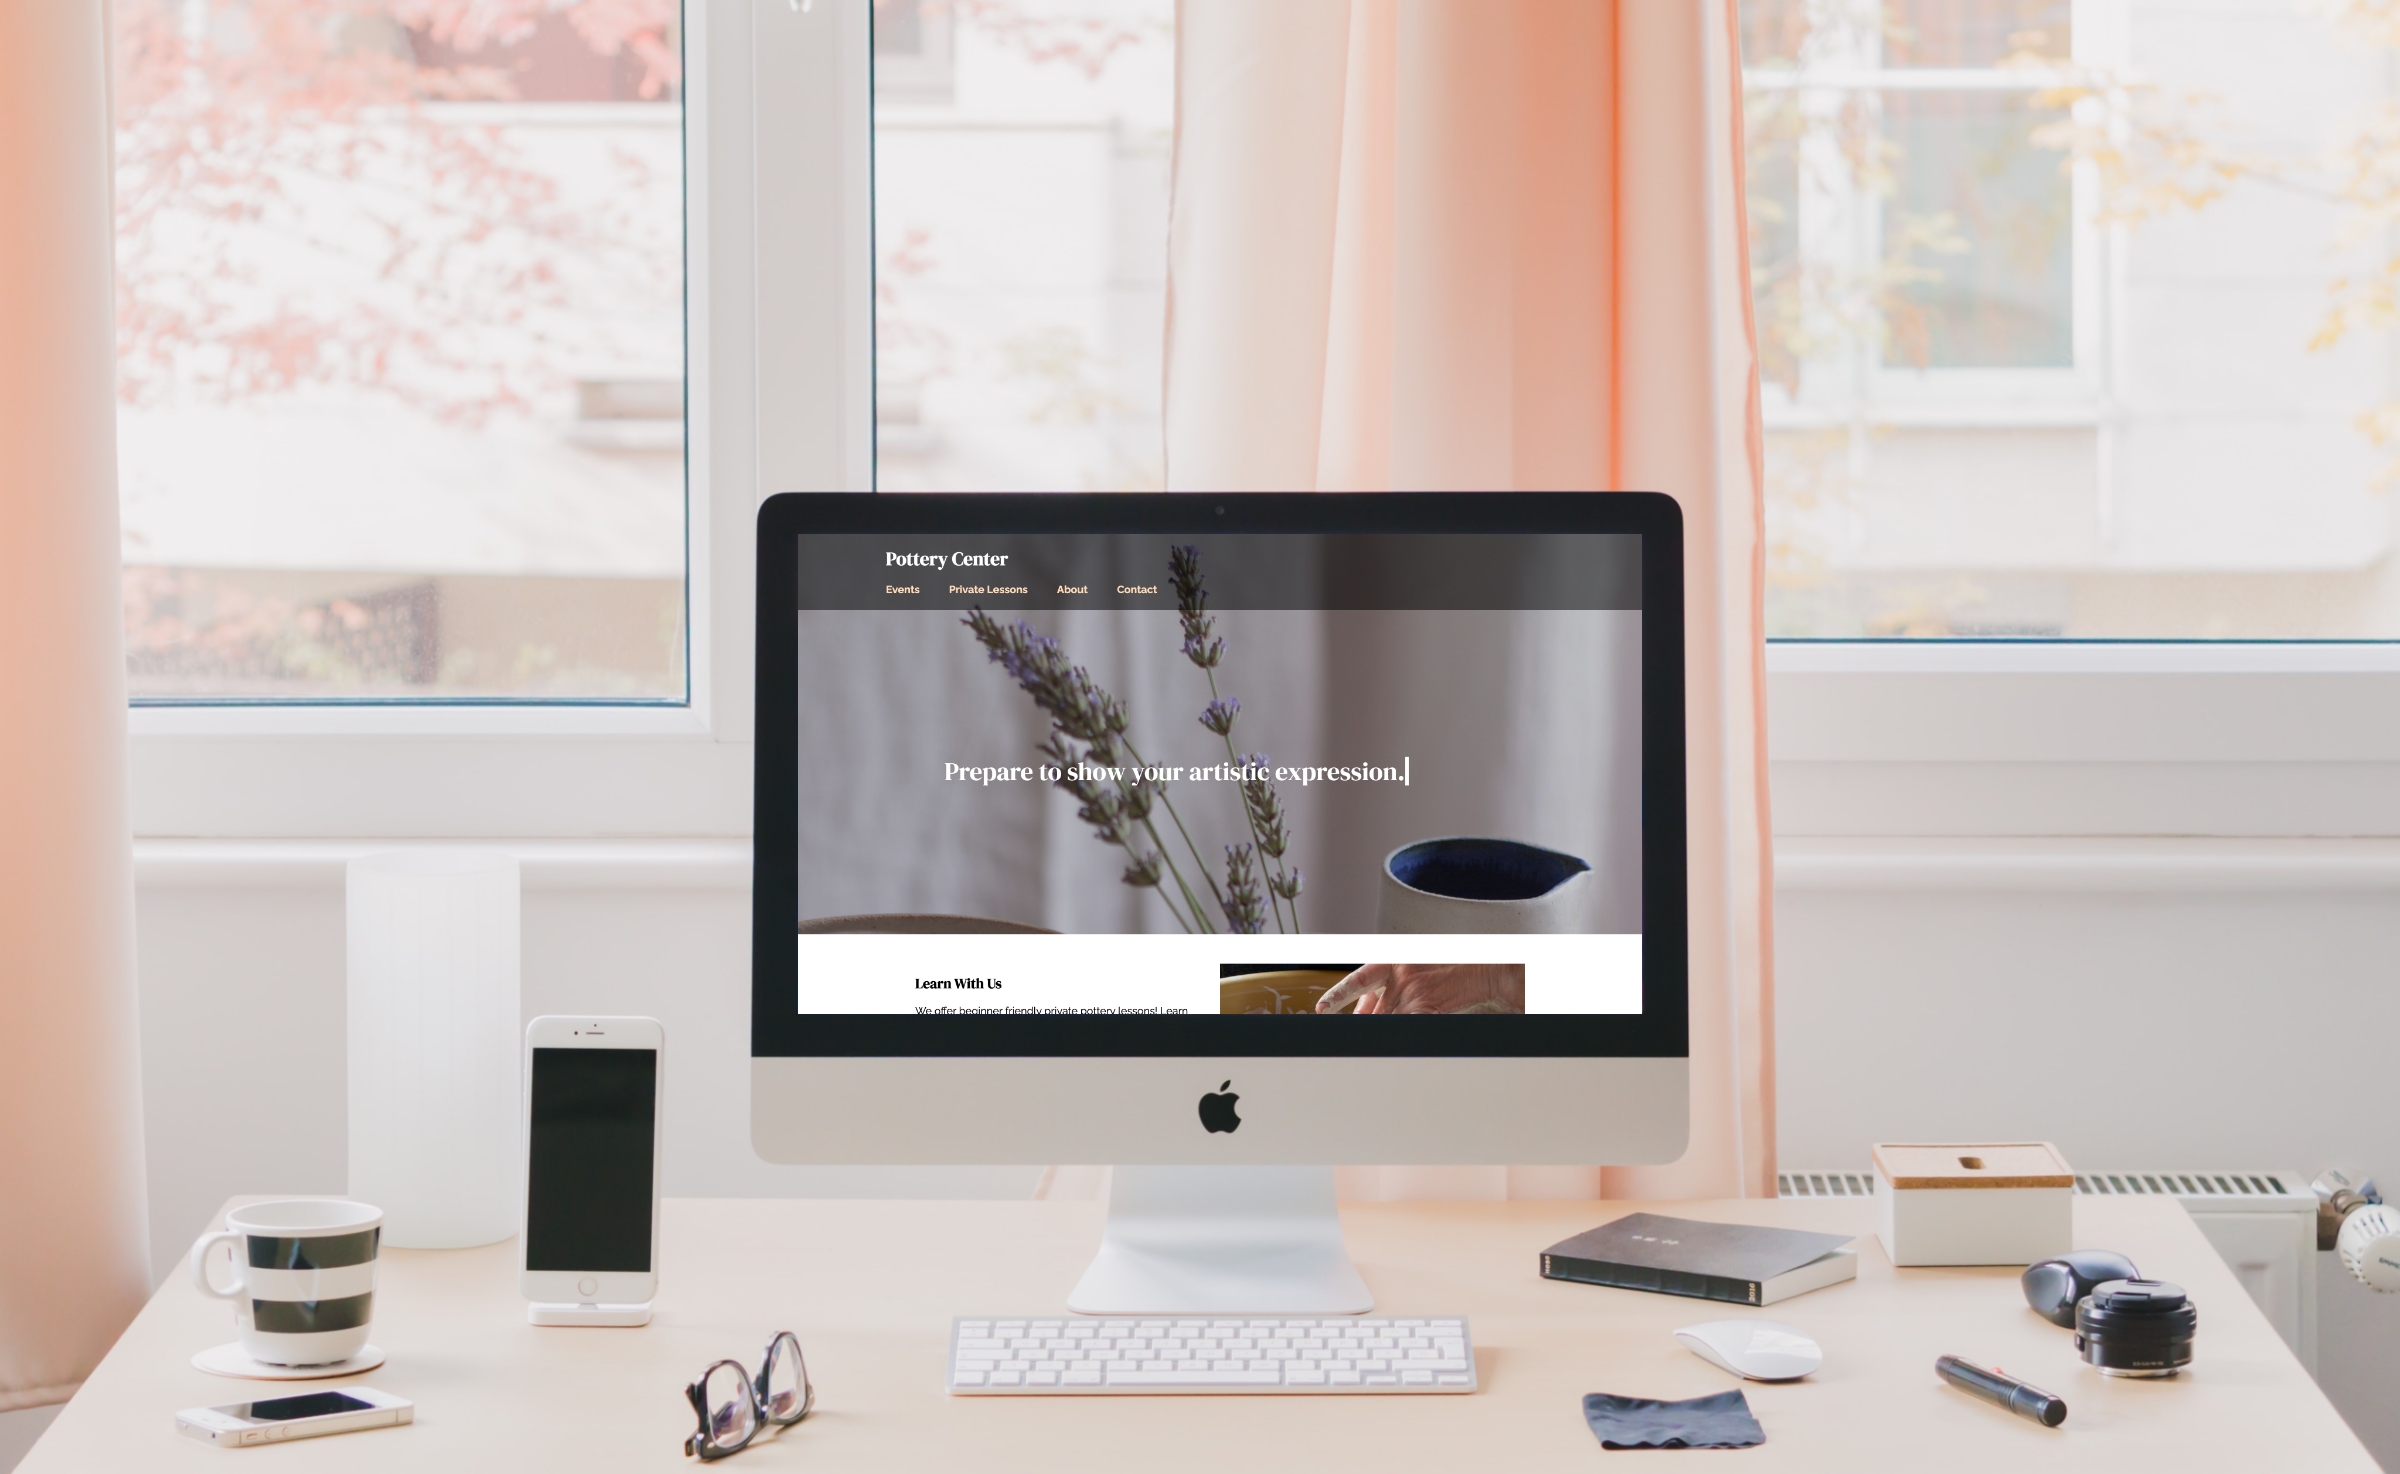 Pottery Center
Events Private Lessons About Contact
Prepare to show your artistic expression.
Learn With Us
We offer beginner friendly private pottery lessons! Learn